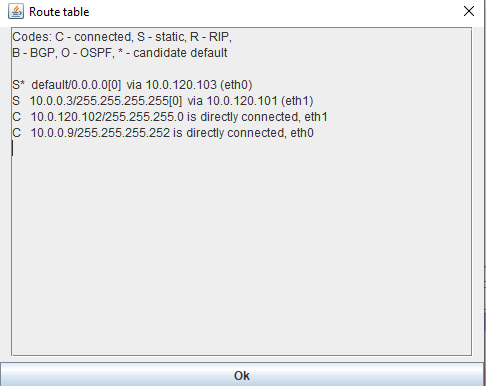 Route table
Codes: C - connected, S - static, R - RIP,
B - BGP, O - OSPF, * - candidate default
S* default/0.0.0.0[0] via 10.0.120.103 (eth0)
S 10.0.0.3/255.255.255.255[0] via 10.0.120.101 (eth1)
C 10.0.120.102/255.255.255.0 is directly connected, eth1
C 10.0.0.9/255.255.255.252 is directly connected, eth0
Ok